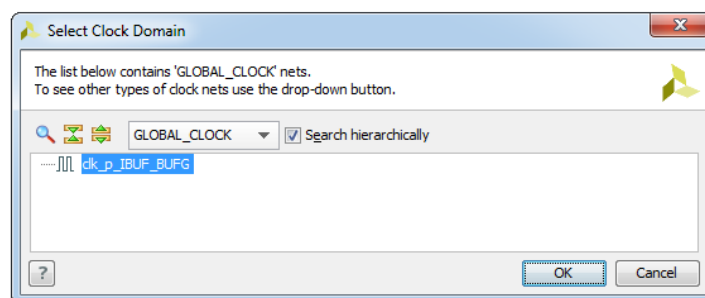 Select Clock Domain
The list below contains 'GLOBAL_CLOCK' nets.
To see other types of clock nets use the drop-down button.
GLOBAL_CLOCK Search hierarchically
clk_p_IBUF_BUFG
? OK Cancel